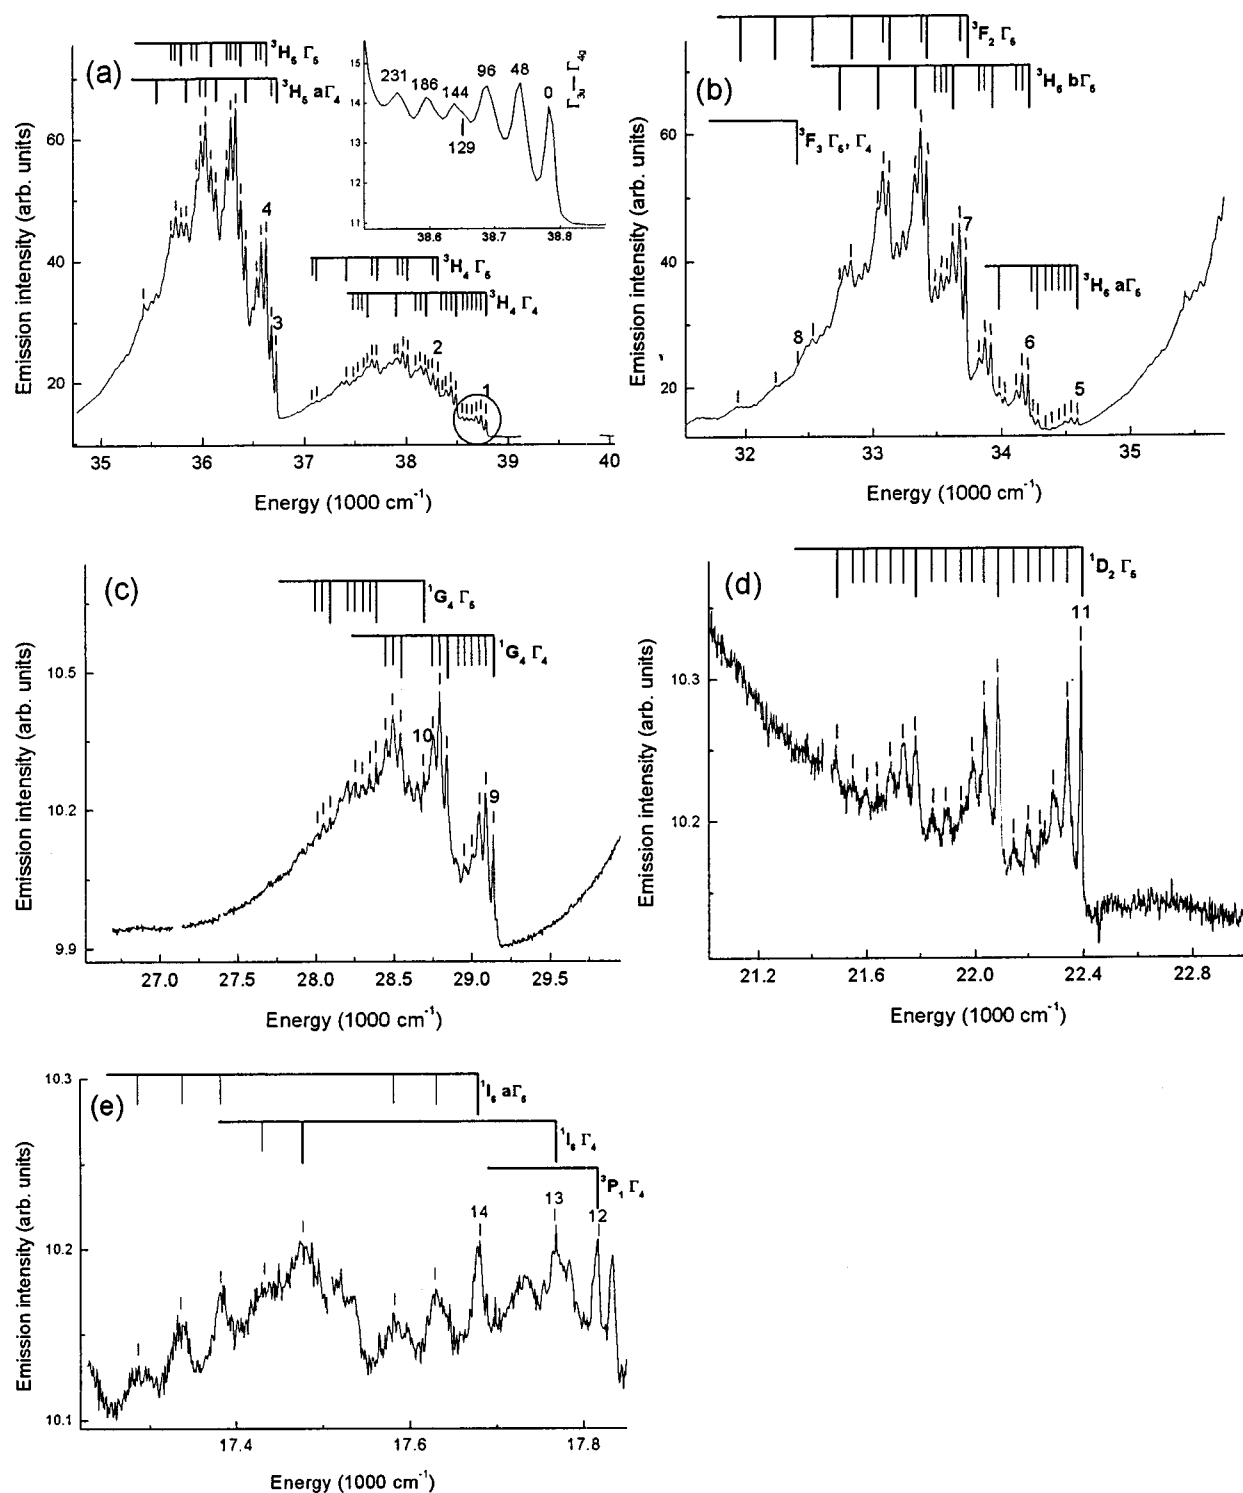 (a)
³H₆ Γ₅
³H₅ aΓ₄
³H₄ Γ₅
³H₄ Γ₄
4
3
2
1
15
14
13
12
11
231
186
144
129
96
48
0
Γ₃ᵤ — Γ₄g
38.6
38.7
38.8
60
40
20
35
36
37
38
39
40
Emission intensity (arb. units)
Energy (1000 cm⁻¹)
(b)
³F₂ Γ₅
³H₆ bΓ₅
³F₃ Γ₅, Γ₄
³H₆ aΓ₅
8
7
6
5
60
40
20
32
33
34
35
Emission intensity (arb. units)
Energy (1000 cm⁻¹)
(c)
¹G₄ Γ₅
¹G₄ Γ₄
10
9
10.5
10.2
9.9
27.0
27.5
28.0
28.5
29.0
29.5
Emission intensity (arb. units)
Energy (1000 cm⁻¹)
(d)
¹D₂ Γ₅
11
10.3
10.2
21.2
21.6
22.0
22.4
22.8
Emission intensity (arb. units)
Energy (1000 cm⁻¹)
(e)
¹I₆ aΓ₅
¹I₆ Γ₄
³P₁ Γ₄
14
13
12
10.3
10.2
10.1
17.4
17.6
17.8
Emission intensity (arb. units)
Energy (1000 cm⁻¹)